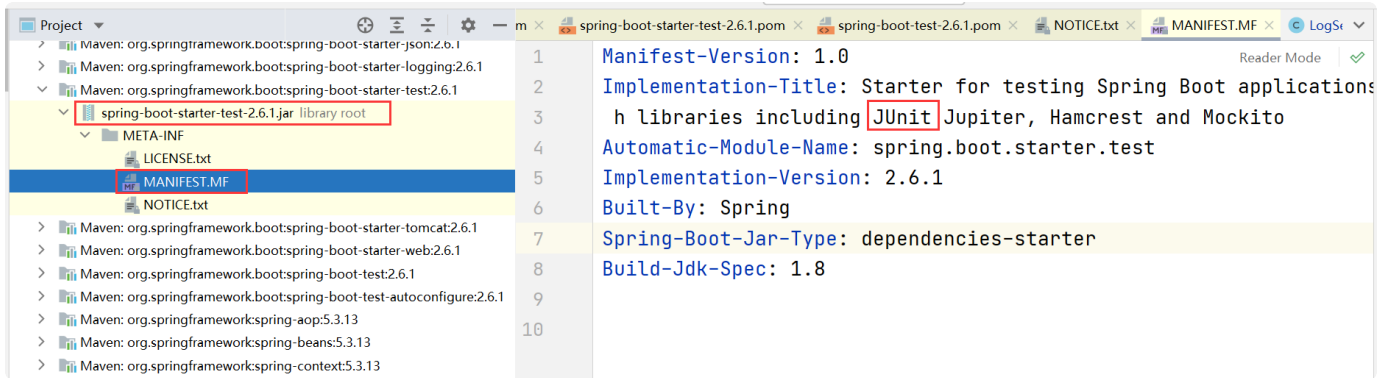 Project
m
spring-boot-starter-test-2.6.1.pom
spring-boot-test-2.6.1.pom
NOTICE.txt
MANIFEST.MF
LogSe
Maven: org.springframework.boot:spring-boot-starter-json:2.6.1
Maven: org.springframework.boot:spring-boot-starter-logging:2.6.1
Maven: org.springframework.boot:spring-boot-starter-test:2.6.1
spring-boot-starter-test-2.6.1.jar library root
META-INF
LICENSE.txt
MANIFEST.MF
NOTICE.txt
Maven: org.springframework.boot:spring-boot-starter-tomcat:2.6.1
Maven: org.springframework.boot:spring-boot-starter-web:2.6.1
Maven: org.springframework.boot:spring-boot-test:2.6.1
Maven: org.springframework.boot:spring-boot-test-autoconfigure:2.6.1
Maven: org.springframework:spring-aop:5.3.13
Maven: org.springframework:spring-beans:5.3.13
Maven: org.springframework:spring-context:5.3.13
Reader Mode
1 Manifest-Version: 1.0
2 Implementation-Title: Starter for testing Spring Boot applications
3 h libraries including JUnit Jupiter, Hamcrest and Mockito
4 Automatic-Module-Name: spring.boot.starter.test
5 Implementation-Version: 2.6.1
6 Built-By: Spring
7 Spring-Boot-Jar-Type: dependencies-starter
8 Build-Jdk-Spec: 1.8
9
10